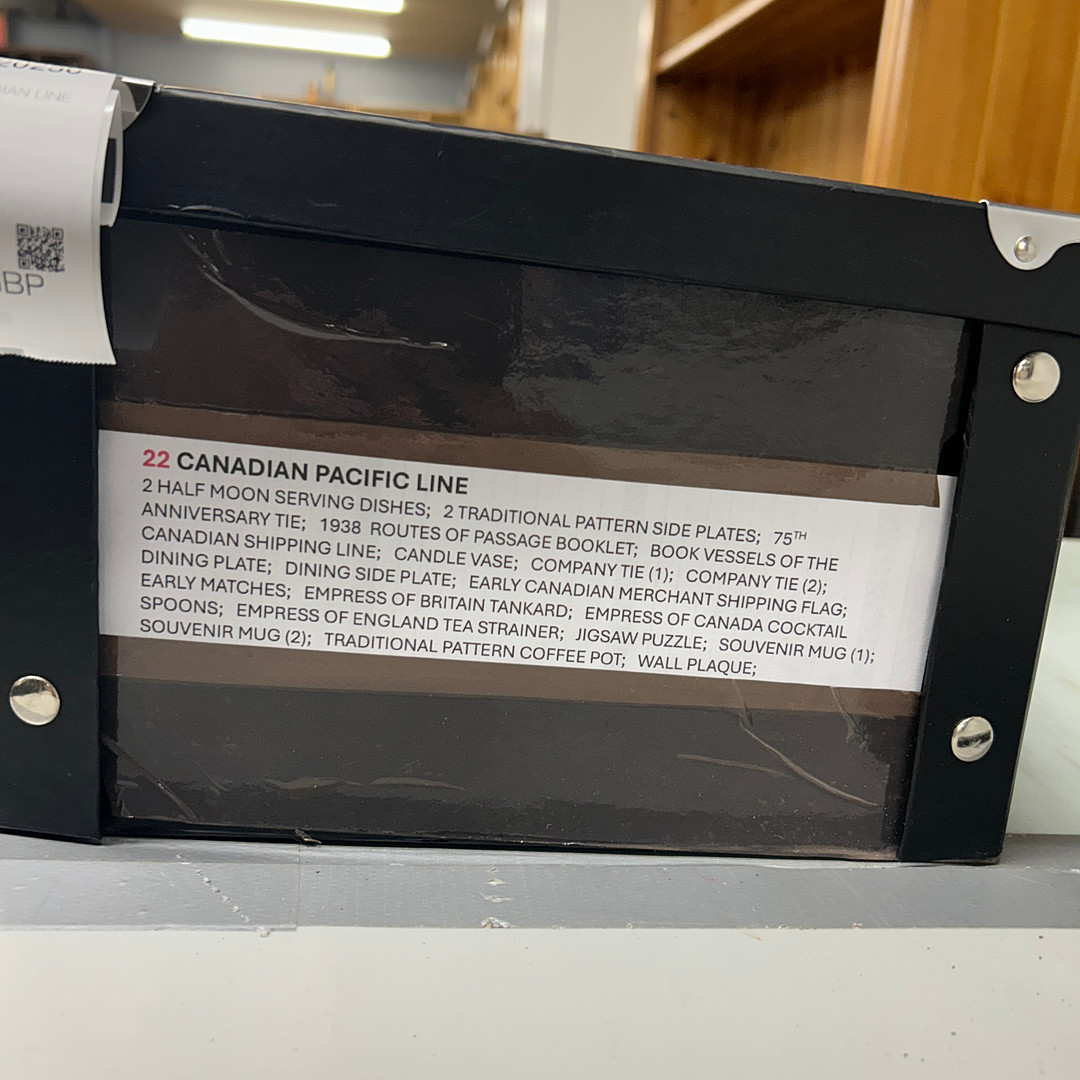 IAN LINE
BP
22 CANADIAN PACIFIC LINE
2 HALF MOON SERVING DISHES; 2 TRADITIONAL PATTERN SIDE PLATES; 75TH
ANNIVERSARY TIE; 1938 ROUTES OF PASSAGE BOOKLET; BOOK VESSELS OF THE
CANADIAN SHIPPING LINE; CANDLE VASE; COMPANY TIE (1); COMPANY TIE (2);
DINING PLATE; DINING SIDE PLATE; EARLY CANADIAN MERCHANT SHIPPING FLAG;
EARLY MATCHES; EMPRESS OF BRITAIN TANKARD; EMPRESS OF CANADA COCKTAIL
SPOONS; EMPRESS OF ENGLAND TEA STRAINER; JIGSAW PUZZLE; SOUVENIR MUG (1);
SOUVENIR MUG (2); TRADITIONAL PATTERN COFFEE POT; WALL PLAQUE;